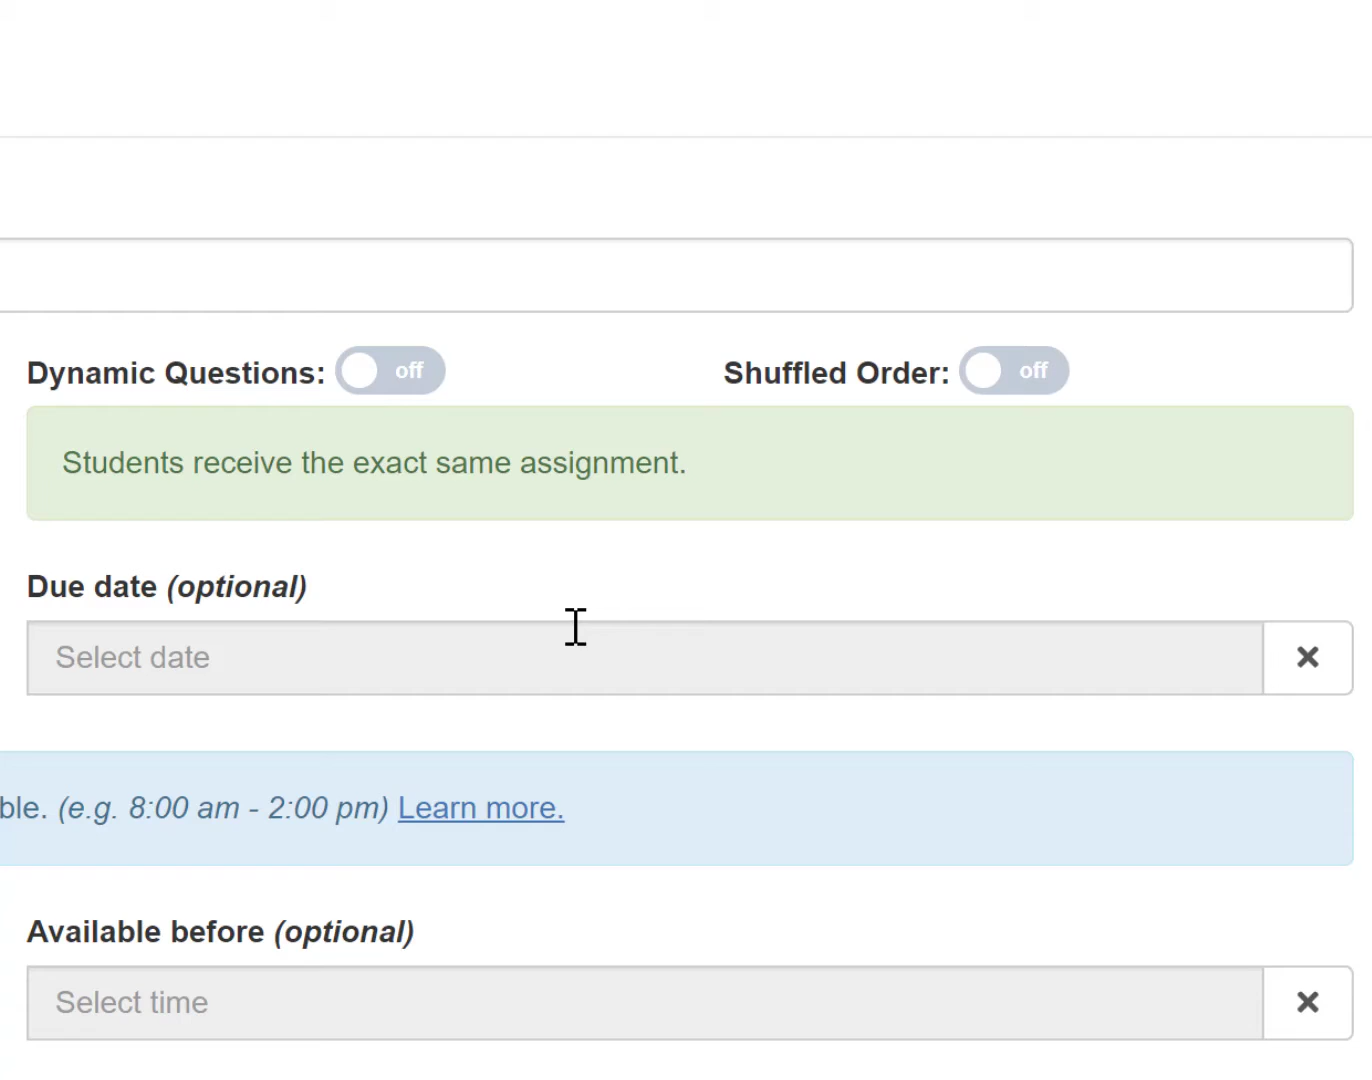 Dynamic Questions: off Shuffled Order: off
Students receive the exact same assignment.
Due date (optional)
Select date
ble. (e.g. 8:00 am - 2:00 pm) Learn more.
Available before (optional)
Select time